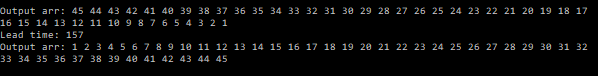 Output arr: 45 44 43 42 41 40 39 38 37 36 35 34 33 32 31 30 29 28 27 26 25 24 23 22 21 20 19 18 17
16 15 14 13 12 11 10 9 8 7 6 5 4 3 2 1
Lead time: 157
Output arr: 1 2 3 4 5 6 7 8 9 10 11 12 13 14 15 16 17 18 19 20 21 22 23 24 25 26 27 28 29 30 31 32
33 34 35 36 37 38 39 40 41 42 43 44 45